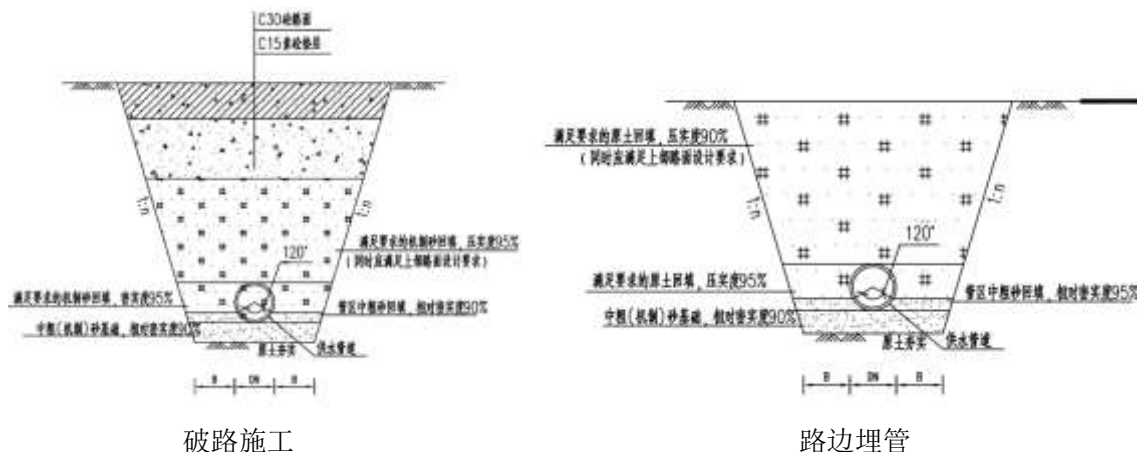 C30砼路面
C15素砼垫层
1:n
1:n
120°
满足要求的机制砂回填，压实度95%
(同时应满足上部路面设计要求)
满足要求的机制砂回填，密实度95%
管区中粗砂回填，相对密实度90%
中粗(机制)砂基础，相对密实度90%
原土夯实
供水管道
B
DN
B
破路施工
满足要求的原土回填，压实度90%
(同时应满足上部路面设计要求)
1:n
1:n
120°
满足要求的原土回填，压实度95%
管区中粗砂回填，相对密实度95%
中粗(机制)砂基础，相对密实度90%
原土夯实
供水管道
B
DN
B
路边埋管